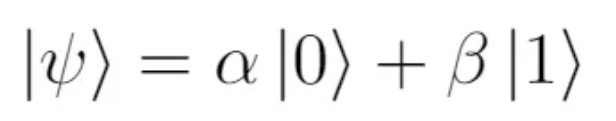 |ψ⟩ = α |0⟩ + β |1⟩